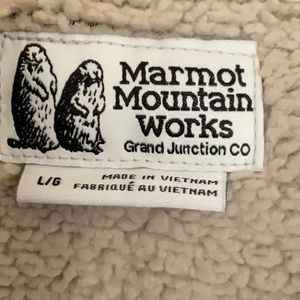 Marmot
Mountain
Works
Grand Junction CO
L/G
MADE IN VIETNAM
FABRIQUÉ AU VIETNAM